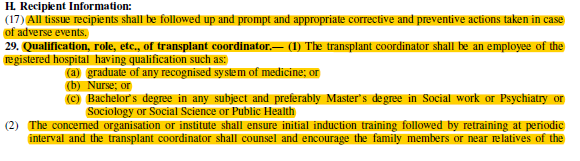 H. Recipient Information:
(17) All tissue recipients shall be followed up and prompt and appropriate corrective and preventive actions taken in case
of adverse events.
29. Qualification, role, etc., of transplant coordinator.— (1) The transplant coordinator shall be an employee of the
registered hospital having qualification such as:
(a) graduate of any recognised system of medicine; or
(b) Nurse; or
(c) Bachelor's degree in any subject and preferably Master's degree in Social work or Psychiatry or
Sociology or Social Science or Public Health
(2) The concerned organisation or institute shall ensure initial induction training followed by retraining at periodic
interval and the transplant coordinator shall counsel and encourage the family members or near relatives of the